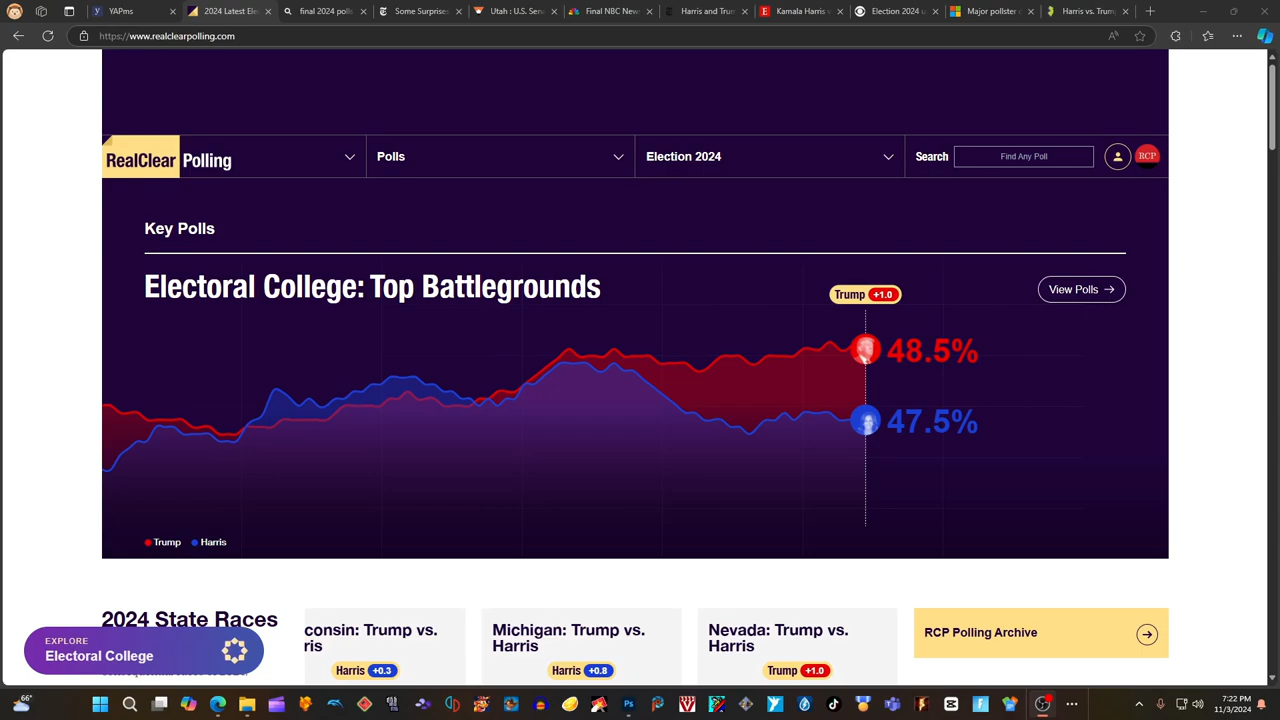 YAPms
2024 Latest Ele
final 2024 polls
Some Surprises
Utah : U.S. Sen
Final NBC News
Harris and Trum
Kamala Harris v
Election 2024 u
Major pollster
Harris vs. Trump
https://www.realclearpolling.com
RealClear Polling
Polls
Election 2024
Search
Find Any Poll
RCP
Key Polls
Electoral College: Top Battlegrounds
View Polls
Trump +1.0
48.5%
47.5%
Trump
Harris
2024 State Races
consin: Trump vs.
ris
Harris +0.3
Michigan: Trump vs.
Harris
Harris +0.8
Nevada: Trump vs.
Harris
Trump +1.0
RCP Polling Archive
EXPLORE
Electoral College
66°
7:22 PM
11/3/2024